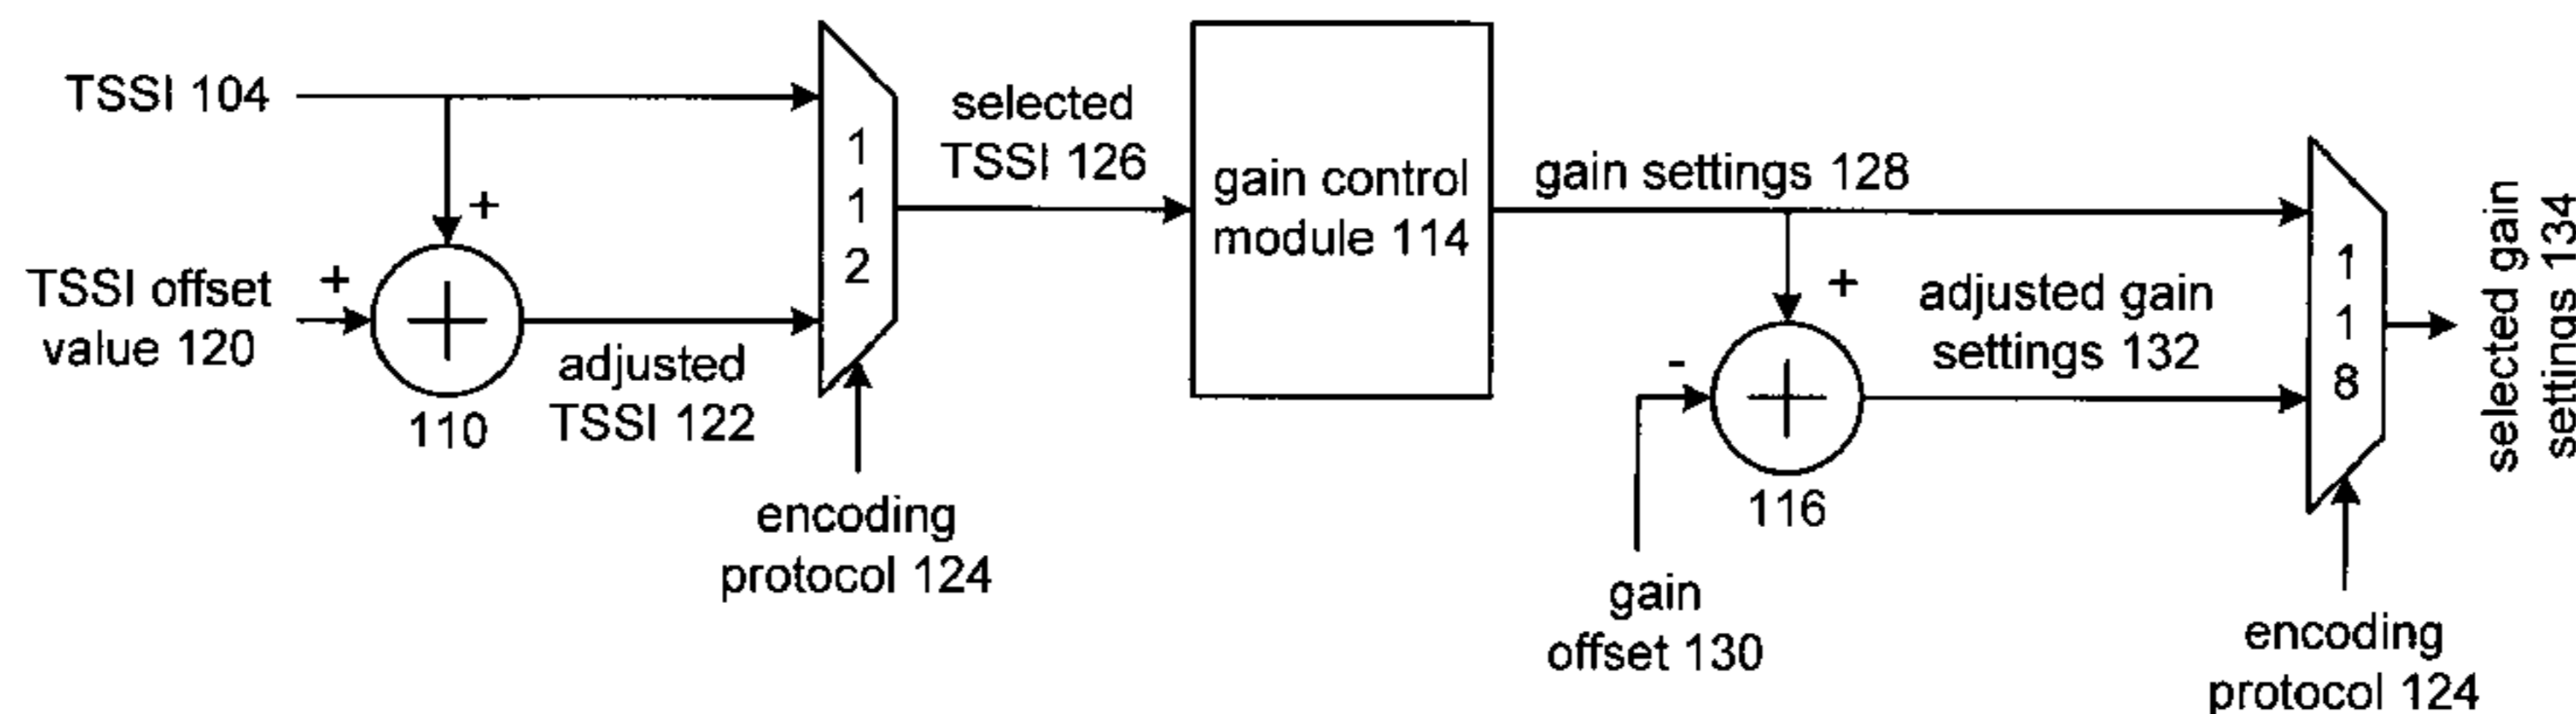 TSSI 104
TSSI offset
value 120
+
+
110
adjusted
TSSI 122
1
1
2
encoding
protocol 124
selected
TSSI 126
gain control
module 114
gain settings 128
+
-
116
gain
offset 130
adjusted gain
settings 132
1
1
8
encoding
protocol 124
selected gain
settings 134